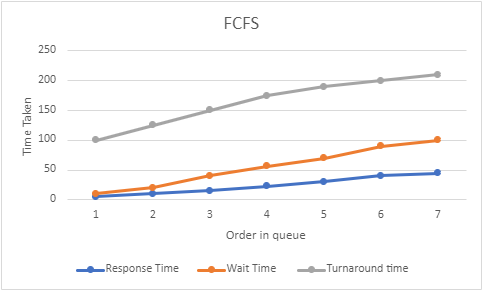 FCFS
250
200
150
100
50
0
Time Taken
1 2 3 4 5 6 7
Order in queue
Response Time Wait Time Turnaround time